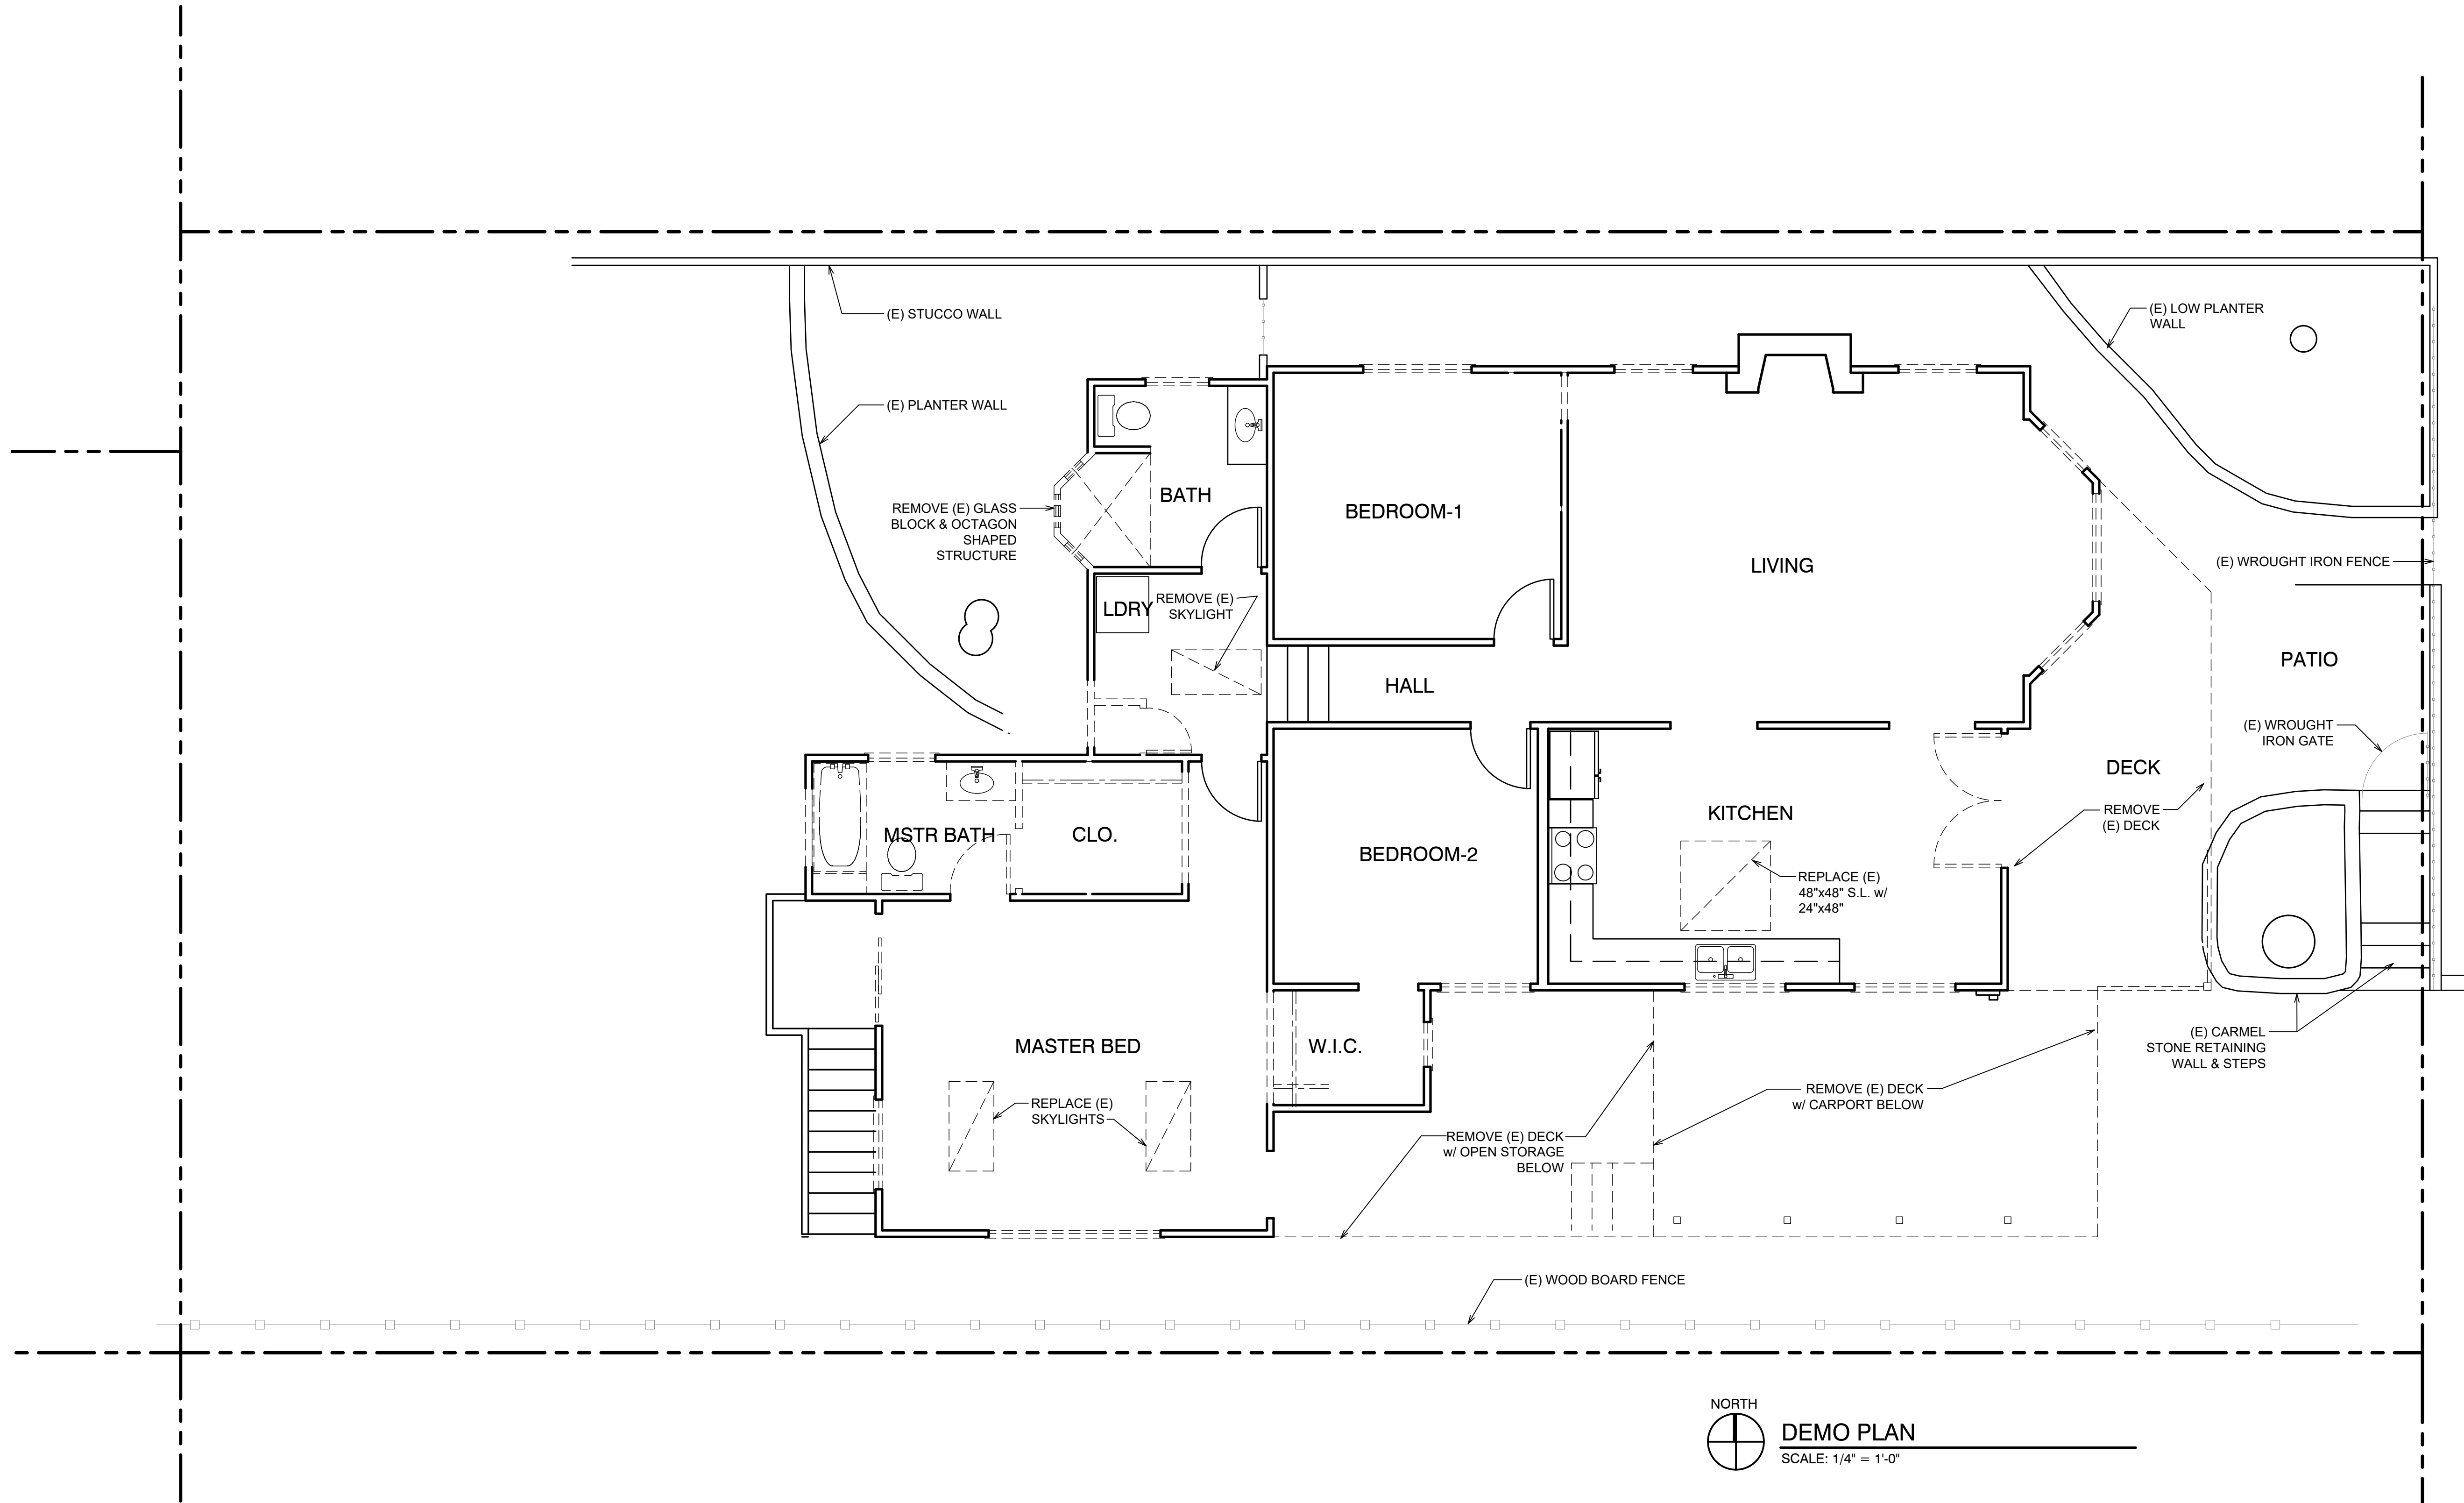 (E) STUCCO WALL
(E) LOW PLANTER
WALL
(E) PLANTER WALL
BATH
REMOVE (E) GLASS
BLOCK & OCTAGON
SHAPED
STRUCTURE
BEDROOM-1
LIVING
(E) WROUGHT IRON FENCE
LDRY
REMOVE (E)
SKYLIGHT
HALL
PATIO
(E) WROUGHT
IRON GATE
DECK
REMOVE
(E) DECK
MSTR BATH
CLO.
BEDROOM-2
KITCHEN
REPLACE (E)
48"x48" S.L. w/
24"x48"
MASTER BED
W.I.C.
(E) CARMEL
STONE RETAINING
WALL & STEPS
REPLACE (E)
SKYLIGHTS
REMOVE (E) DECK
w/ CARPORT BELOW
REMOVE (E) DECK
w/ OPEN STORAGE
BELOW
(E) WOOD BOARD FENCE
NORTH
DEMO PLAN
SCALE: 1/4" = 1'-0"